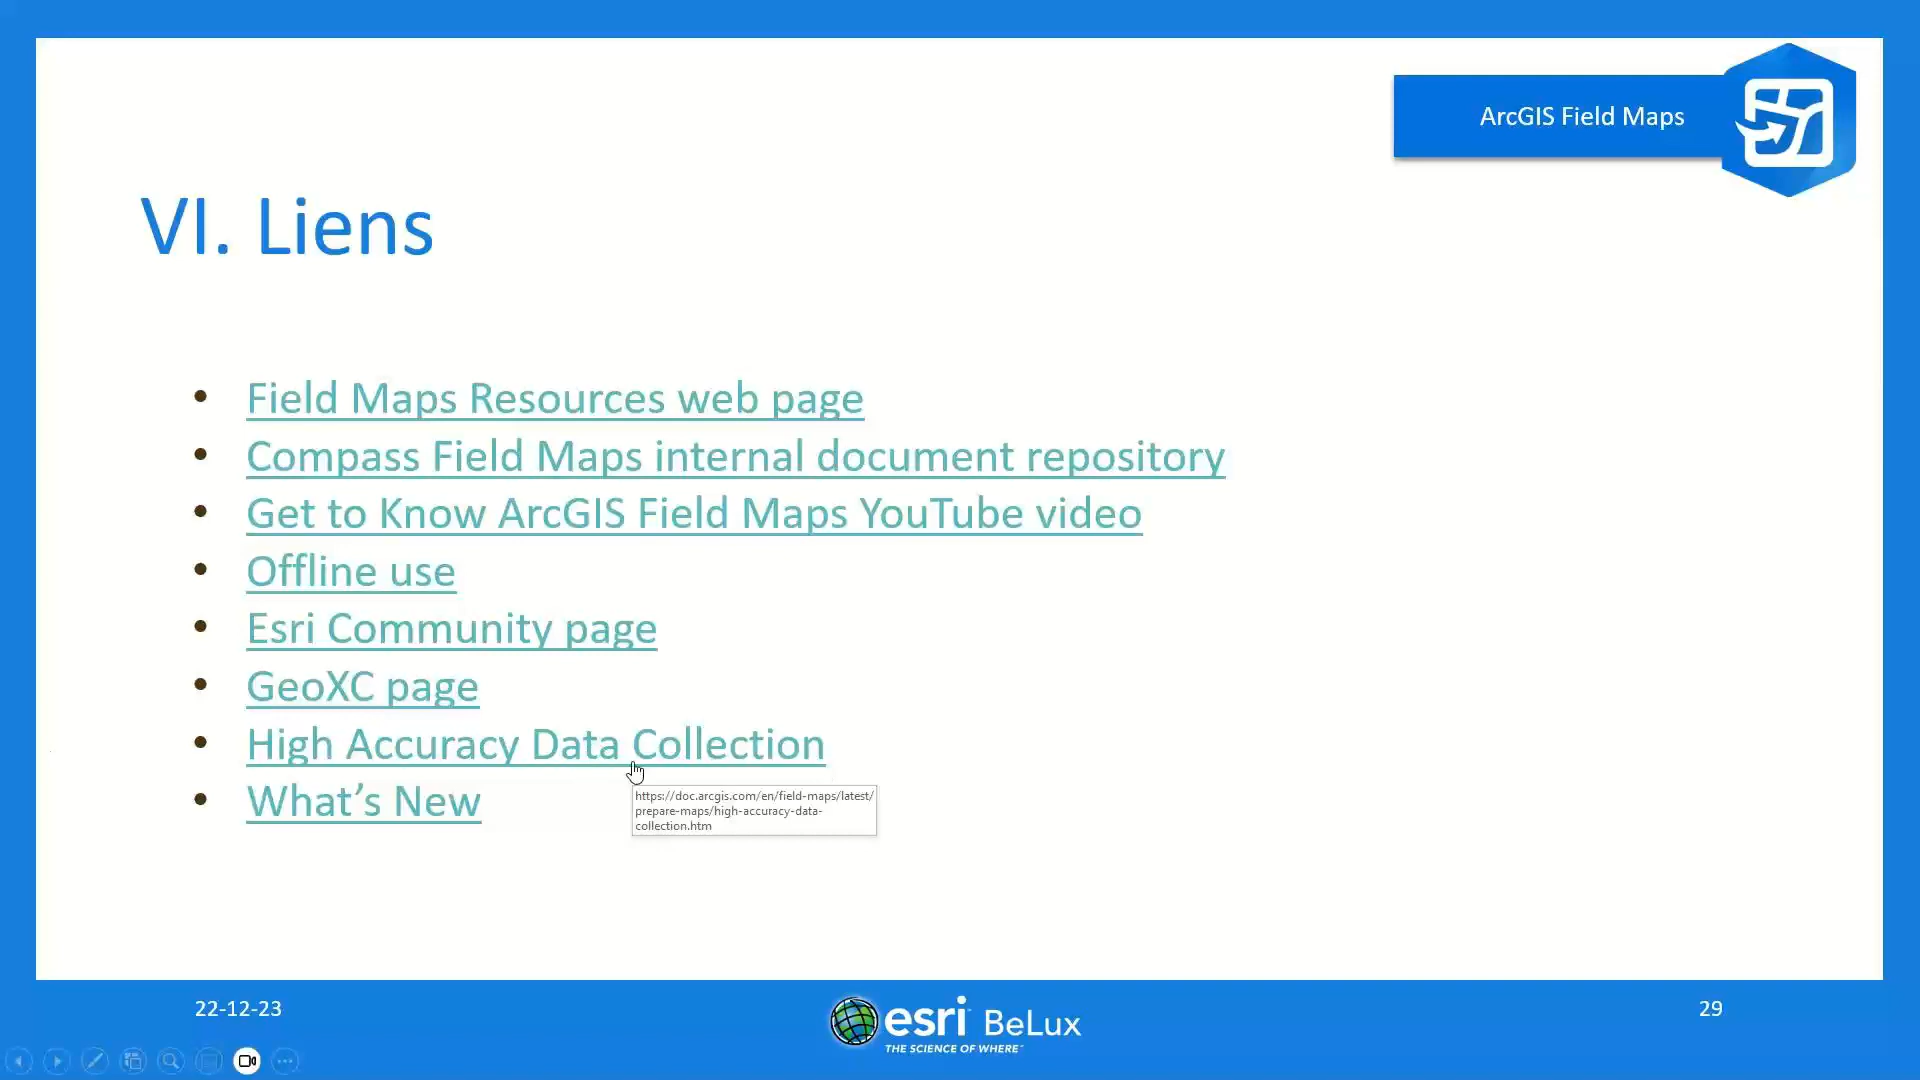 ArcGIS Field Maps
VI. Liens
• Field Maps Resources web page
• Compass Field Maps internal document repository
• Get to Know ArcGIS Field Maps YouTube video
• Offline use
• Esri Community page
• GeoXC page
• High Accuracy Data Collection
• What’s New
https://doc.arcgis.com/en/field-maps/latest/
prepare-maps/high-accuracy-data-
collection.htm
22-12-23
esri BeLux
THE SCIENCE OF WHERE™
29